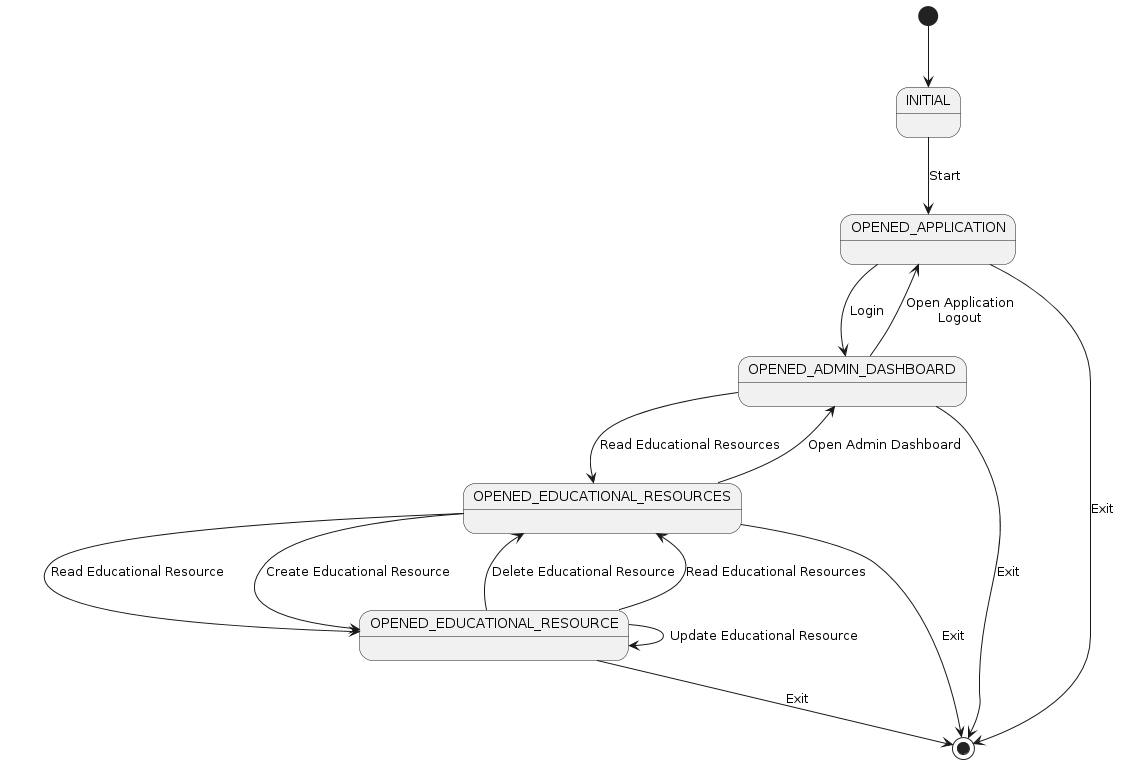 INITIAL
Start
OPENED_APPLICATION
Login
Open Application
Logout
OPENED_ADMIN_DASHBOARD
Read Educational Resources
Open Admin Dashboard
OPENED_EDUCATIONAL_RESOURCES
Exit
Read Educational Resource
Create Educational Resource
Delete Educational Resource
Read Educational Resources
Exit
OPENED_EDUCATIONAL_RESOURCE
Update Educational Resource
Exit
Exit